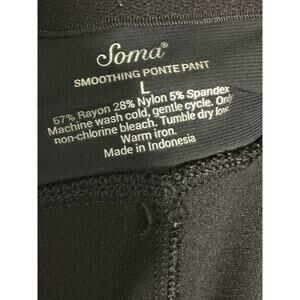 Soma®
SMOOTHING PONTE PANT
L
67% Rayon 28% Nylon 5% Spandex
Machine wash cold, gentle cycle. Only
non-chlorine bleach. Tumble dry low.
Warm iron.
Made in Indonesia